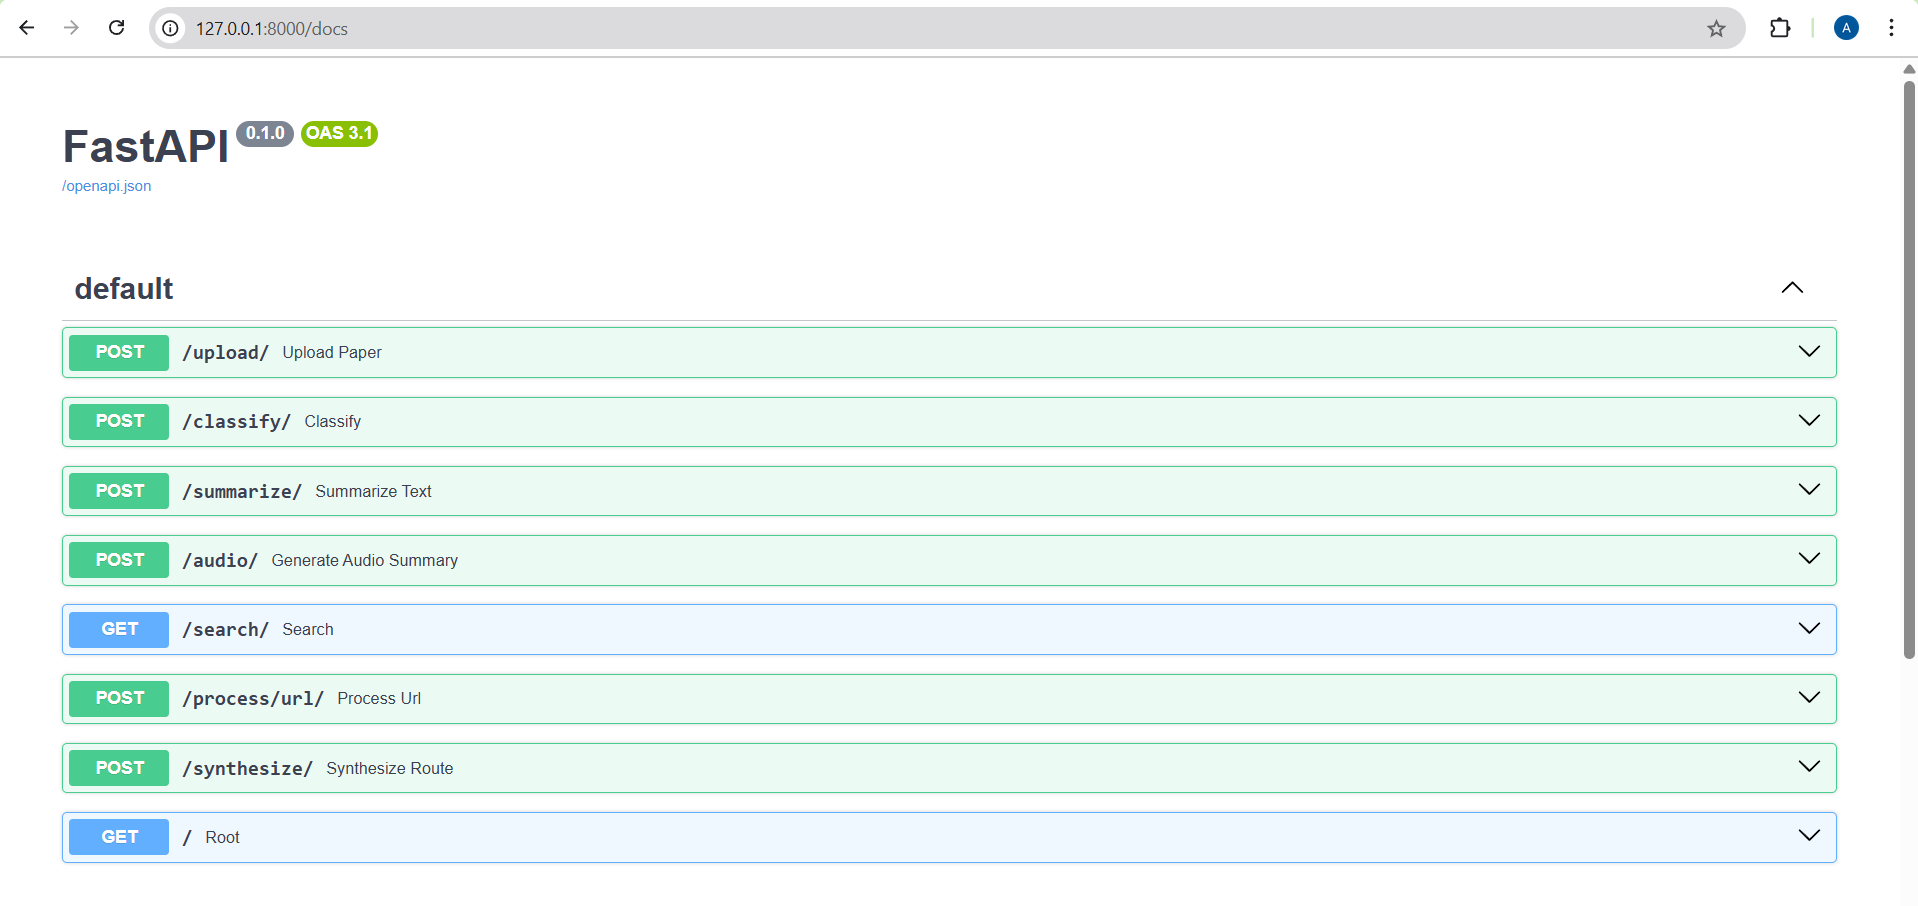 127.0.0.1:8000/docs
A
FastAPI 0.1.0 OAS 3.1
/openapi.json
default
POST /upload/ Upload Paper
POST /classify/ Classify
POST /summarize/ Summarize Text
POST /audio/ Generate Audio Summary
GET /search/ Search
POST /process/url/ Process Url
POST /synthesize/ Synthesize Route
GET / Root